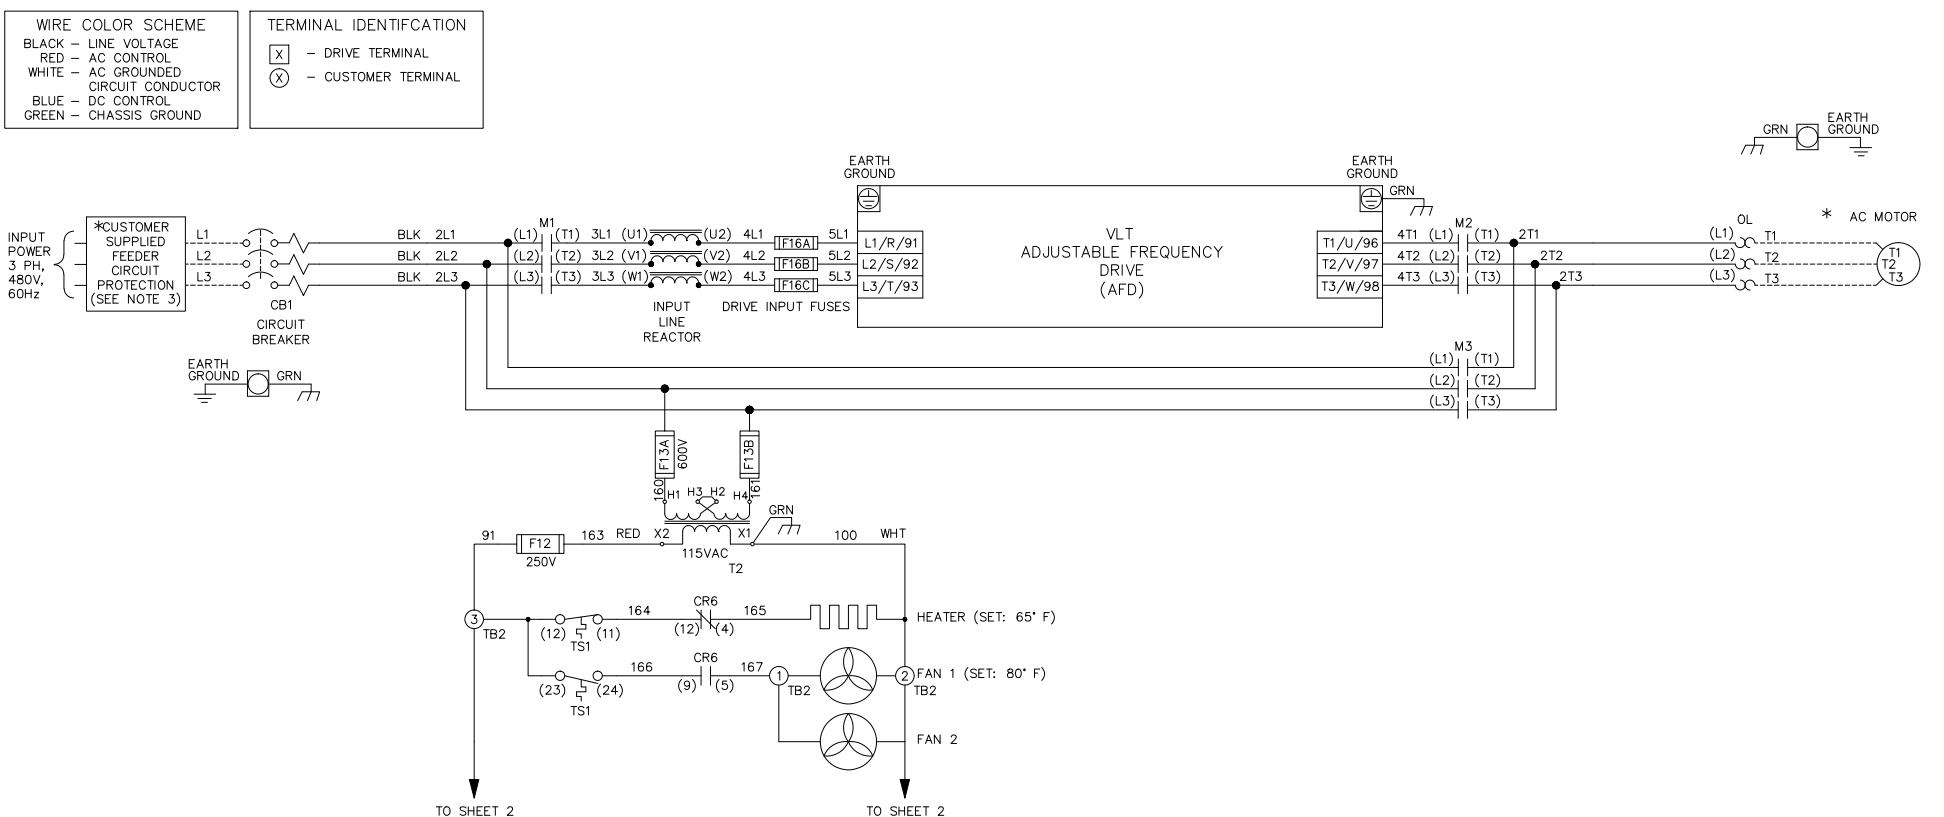 WIRE COLOR SCHEME
BLACK – LINE VOLTAGE
RED – AC CONTROL
WHITE – AC GROUNDED
CIRCUIT CONDUCTOR
BLUE – DC CONTROL
GREEN – CHASSIS GROUND
TERMINAL IDENTIFCATION
X – DRIVE TERMINAL
X – CUSTOMER TERMINAL
GRN
EARTH
GROUND
EARTH
GROUND
EARTH
GROUND
GRN
INPUT
POWER
3 PH,
480V,
60Hz
*CUSTOMER
SUPPLIED
FEEDER
CIRCUIT
PROTECTION
(SEE NOTE 3)
L1
L2
L3
CB1
CIRCUIT
BREAKER
M1
BLK 2L1 (L1) (T1) 3L1 (U1) (U2) 4L1 F16A 5L1 L1/R/91
BLK 2L2 (L2) (T2) 3L2 (V1) (V2) 4L2 F16B 5L2 L2/S/92
BLK 2L3 (L3) (T3) 3L3 (W1) (W2) 4L3 F16C 5L3 L3/T/93
INPUT
LINE
REACTOR
DRIVE INPUT FUSES
VLT
ADJUSTABLE FREQUENCY
DRIVE
(AFD)
M2
T1/U/96 4T1 (L1) (T1) 2T1
T2/V/97 4T2 (L2) (T2) 2T2
T3/W/98 4T3 (L3) (T3) 2T3
OL
* AC MOTOR
(L1) T1
(L2) T2
(L3) T3
T1
T2
T3
EARTH
GROUND
GRN
M3
(L1) (T1)
(L2) (T2)
(L3) (T3)
F13A
600V
F13B
160
161
H1 H3 H2 H4
GRN
91 F12 163 RED X2 X1 100 WHT
250V
115VAC
T2
3
TB2
(12) (11)
TS1
164
CR6
(12) (4)
165
HEATER (SET: 65° F)
(23) (24)
TS1
166
CR6
(9) (5)
167
1
TB2
2
TB2
FAN 1 (SET: 80° F)
FAN 2
TO SHEET 2
TO SHEET 2